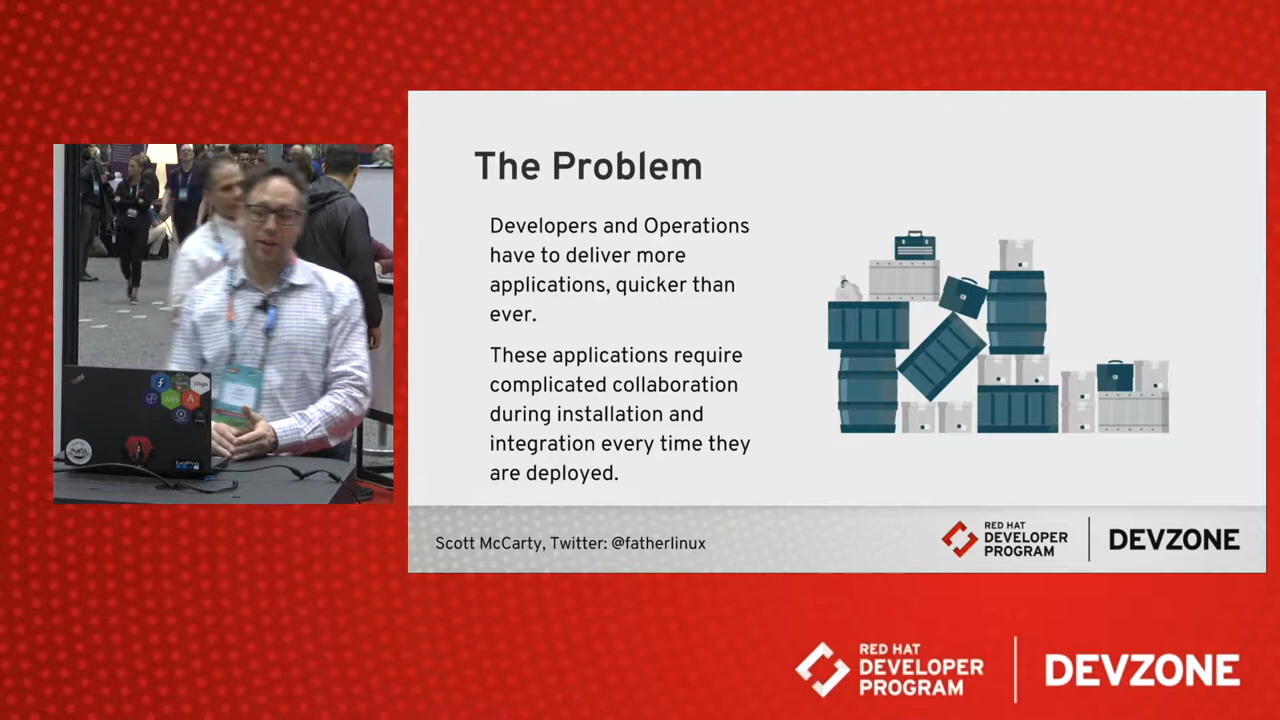 The Problem
Developers and Operations
have to deliver more
applications, quicker than
ever.
These applications require
complicated collaboration
during installation and
integration every time they
are deployed.
Scott McCarty, Twitter: @fatherlinux
RED HAT
DEVELOPER
PROGRAM
DEVZONE
RED HAT
DEVELOPER
PROGRAM
DEVZONE